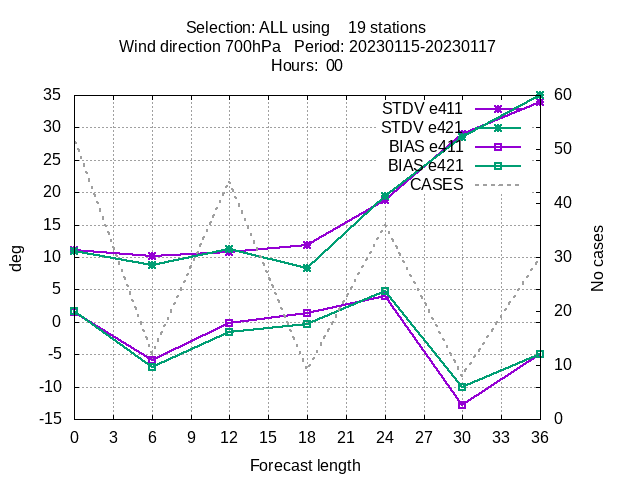 Selection: ALL using 19 stations
Wind direction 700hPa Period: 20230115-20230117
Hours: 00
STDV e411
STDV e421
BIAS e411
BIAS e421
CASES
35
30
25
20
15
10
5
0
-5
-10
-15
deg
60
50
40
30
20
10
0
No cases
0 3 6 9 12 15 18 21 24 27 30 33 36
Forecast length